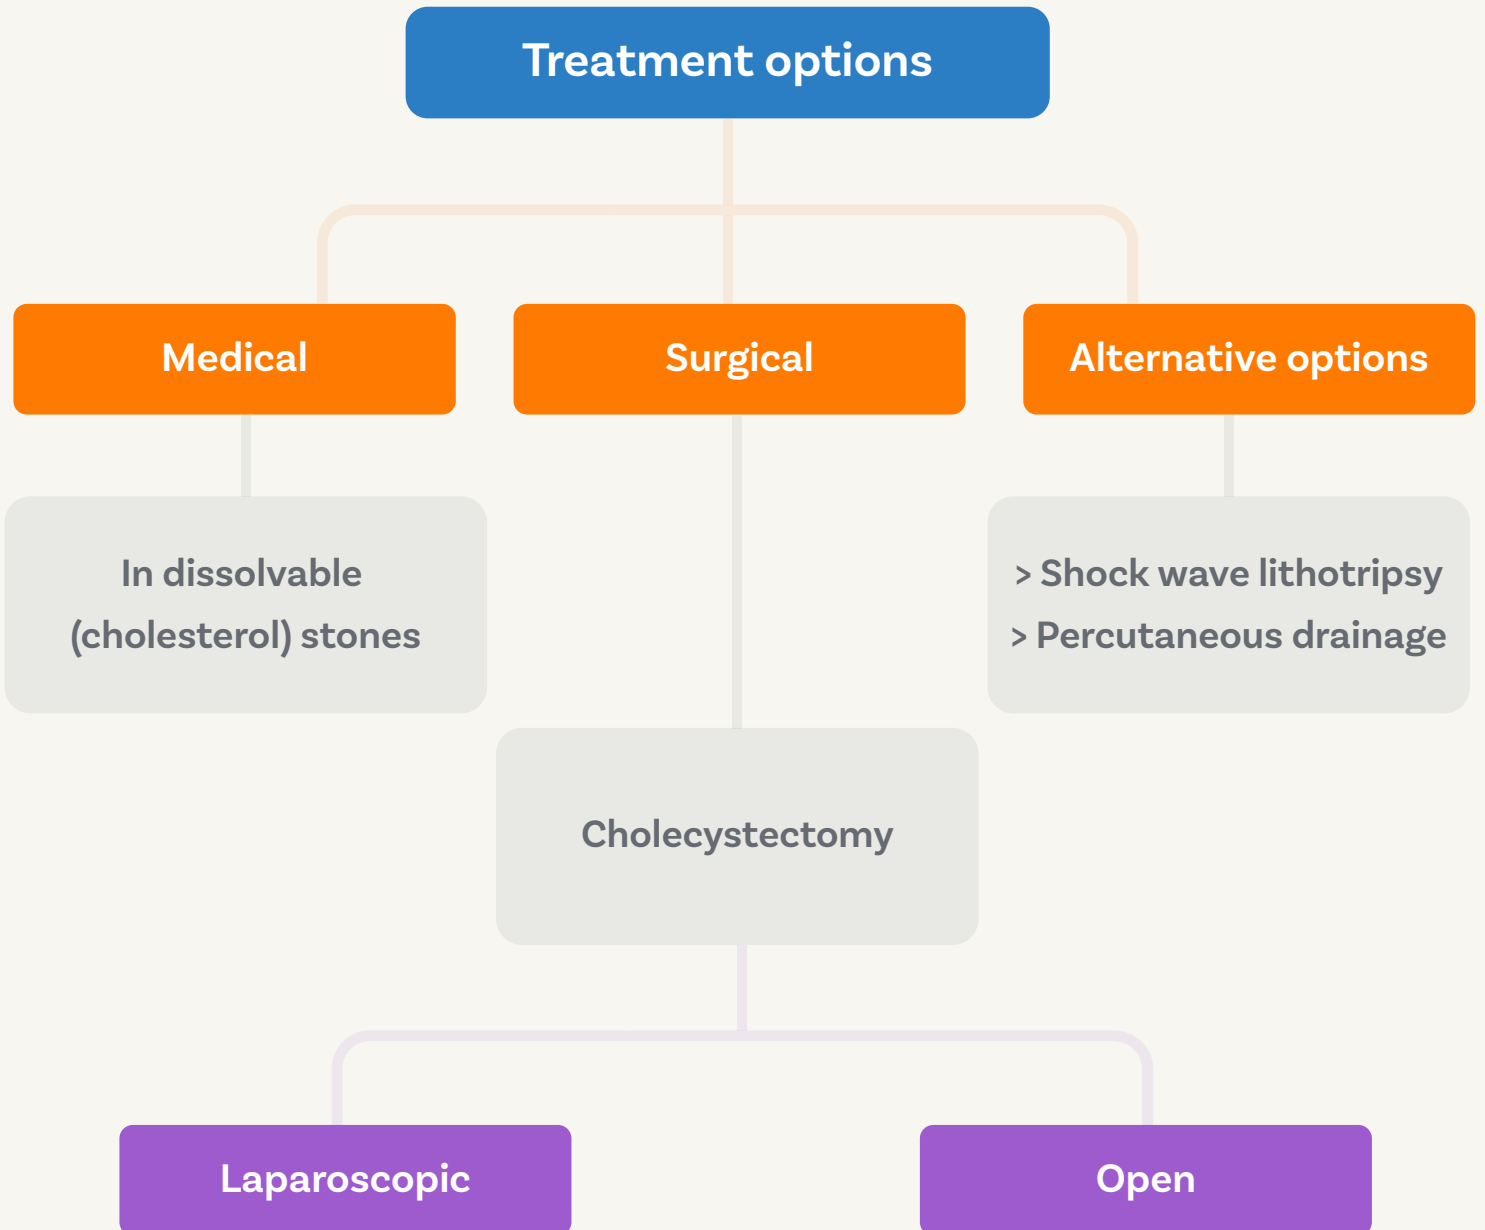 Treatment options
Medical
Surgical
Alternative options
In dissolvable
(cholesterol) stones
> Shock wave lithotripsy
> Percutaneous drainage
Cholecystectomy
Laparoscopic
Open